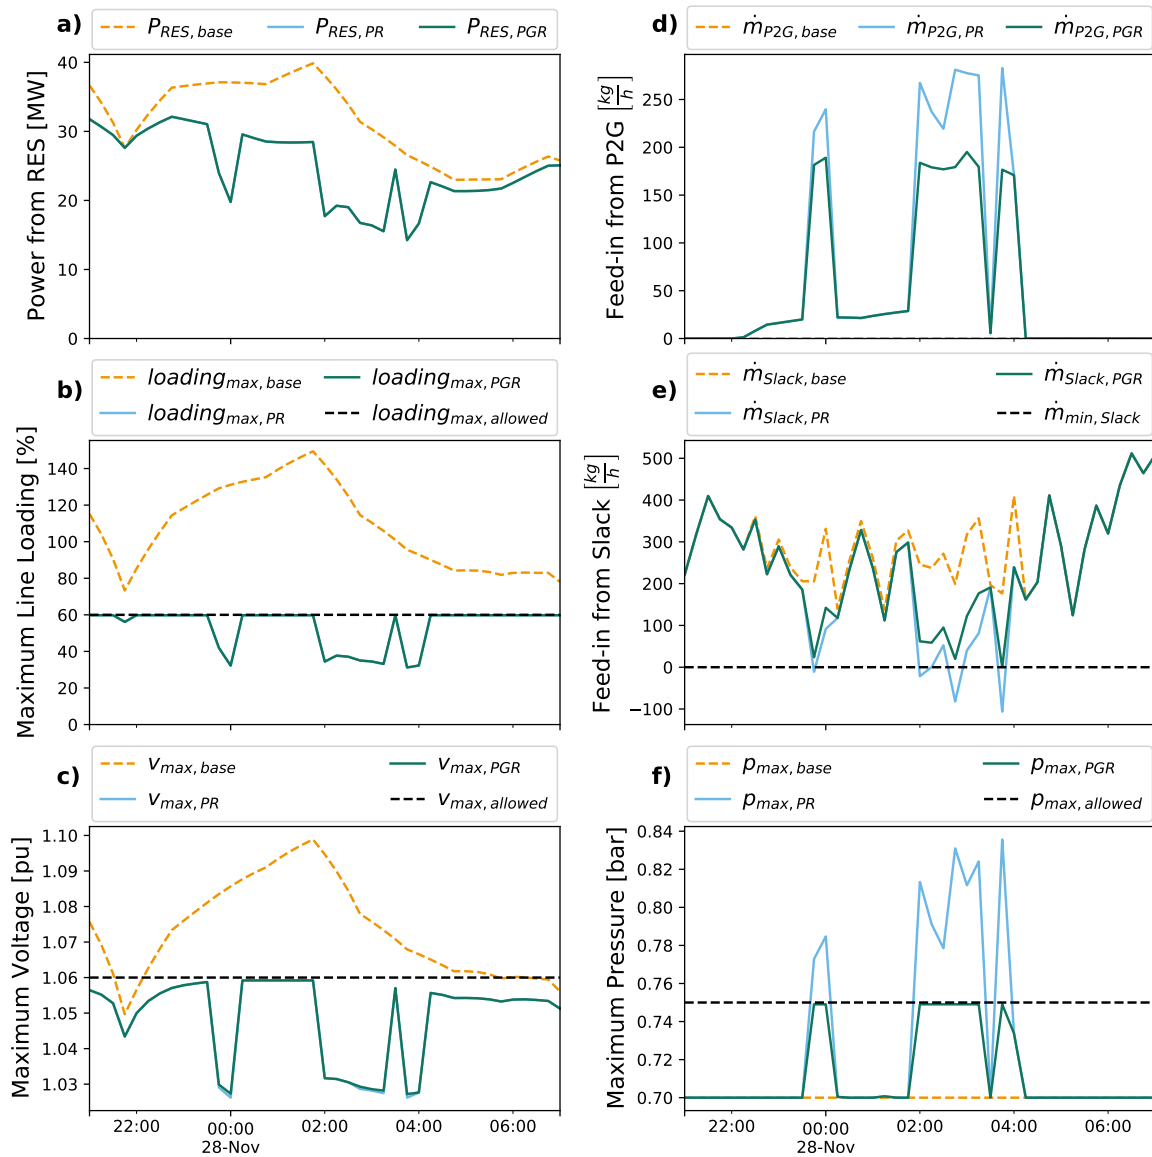 a)
P_RES, base P_RES, PR P_RES, PGR
Power from RES [MW]
40
30
20
10
0
b)
loading_max, base loading_max, PGR
loading_max, PR loading_max, allowed
Maximum Line Loading [%]
140
120
100
80
60
40
20
0
c)
v_max, base v_max, PGR
v_max, PR v_max, allowed
Maximum Voltage [pu]
1.10
1.09
1.08
1.07
1.06
1.05
1.04
1.03
22:00 00:00 02:00 04:00 06:00
28-Nov
d)
ṁ_P2G, base ṁ_P2G, PR ṁ_P2G, PGR
Feed-in from P2G [kg/h]
250
200
150
100
50
0
e)
ṁ_Slack, base ṁ_Slack, PGR
ṁ_Slack, PR ṁ_min, Slack
Feed-in from Slack [kg/h]
500
400
300
200
100
0
−100
f)
p_max, base p_max, PGR
p_max, PR p_max, allowed
Maximum Pressure [bar]
0.84
0.82
0.80
0.78
0.76
0.74
0.72
0.70
22:00 00:00 02:00 04:00 06:00
28-Nov